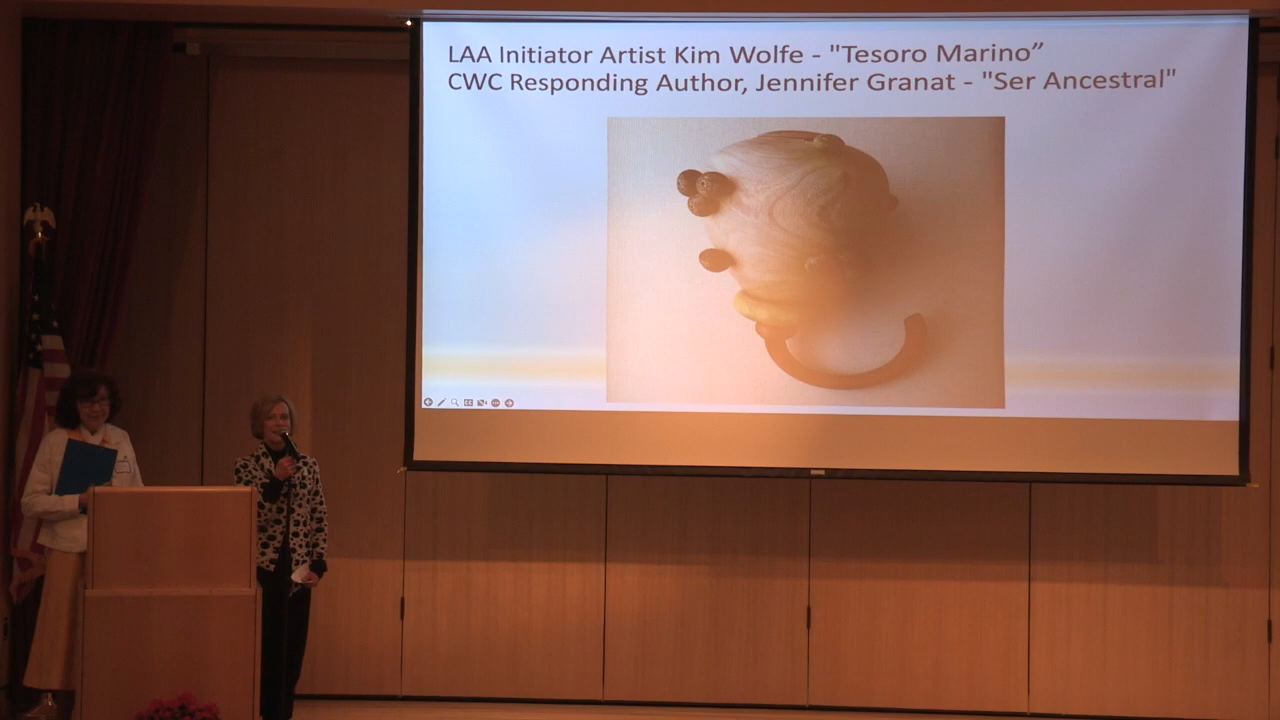 LAA Initiator Artist Kim Wolfe - "Tesoro Marino”
CWC Responding Author, Jennifer Granat - "Ser Ancestral"